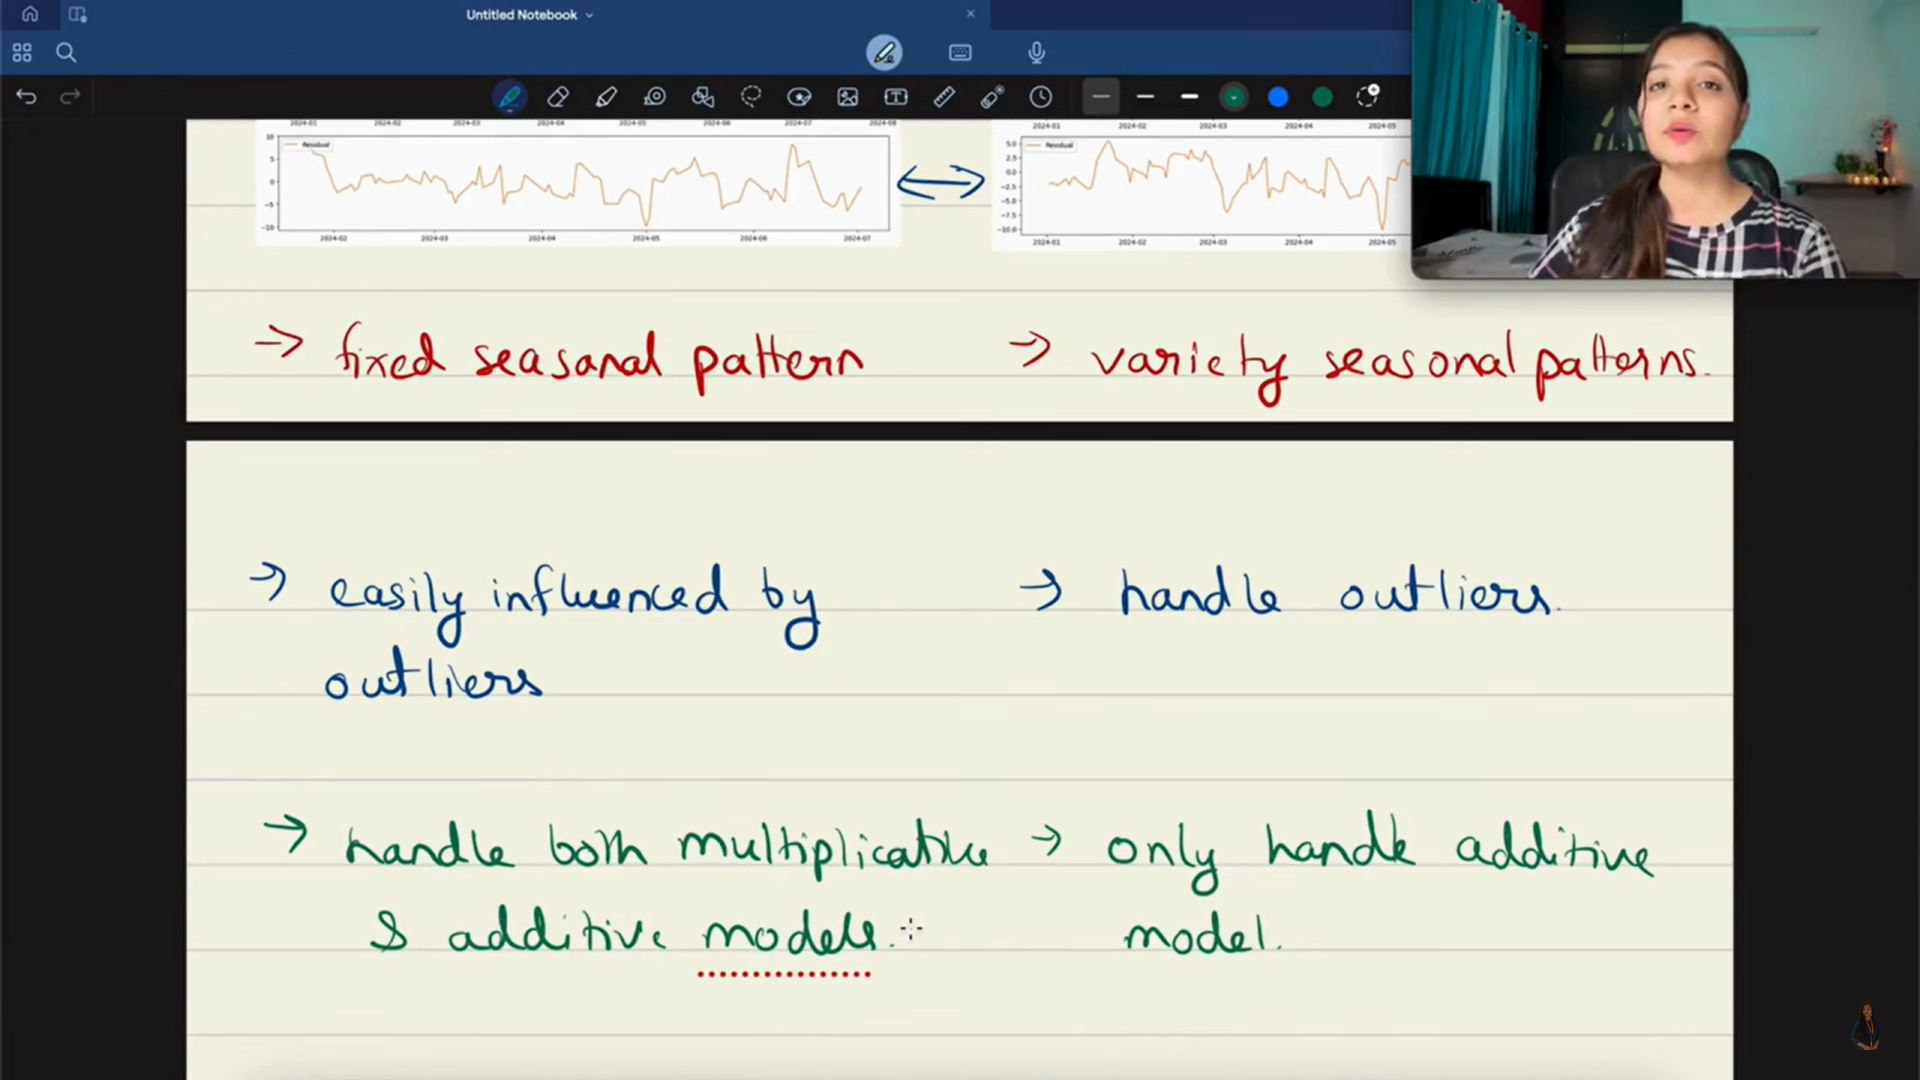 Untitled Notebook
2024-01 2024-02 2024-03 2024-04 2024-05 2024-06 2024-07 2024-08
2024-01 2024-02 2024-03 2024-04 2024-05
10
5
0
−5
−10
Residual
2024-02 2024-03 2024-04 2024-05 2024-06 2024-07
5.0
2.5
0.0
−2.5
−5.0
−7.5
−10.0
Residual
2024-01 2024-02 2024-03 2024-04 2024-05
→ fixed seasanal pattern
→ variety seasonal patterns.
→ easily influenced by
outliers
→ handle outliers.
→ handle both multiplicative
& additive models.
→ only handle additive
model.